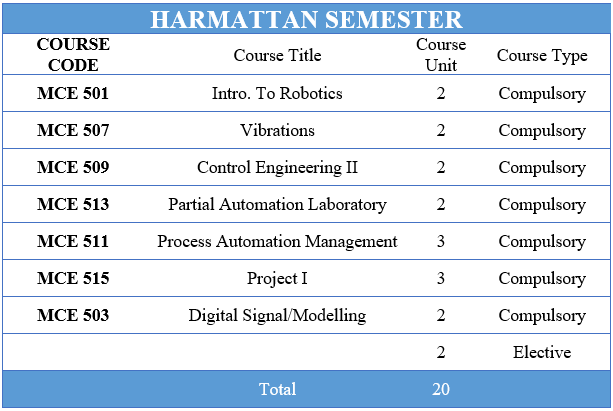 HARMATTAN SEMESTER
COURSE CODE Course Title Course Unit Course Type
MCE 501 Intro. To Robotics 2 Compulsory
MCE 507 Vibrations 2 Compulsory
MCE 509 Control Engineering II 2 Compulsory
MCE 513 Partial Automation Laboratory 2 Compulsory
MCE 511 Process Automation Management 3 Compulsory
MCE 515 Project I 3 Compulsory
MCE 503 Digital Signal/Modelling 2 Compulsory
2 Elective
Total 20